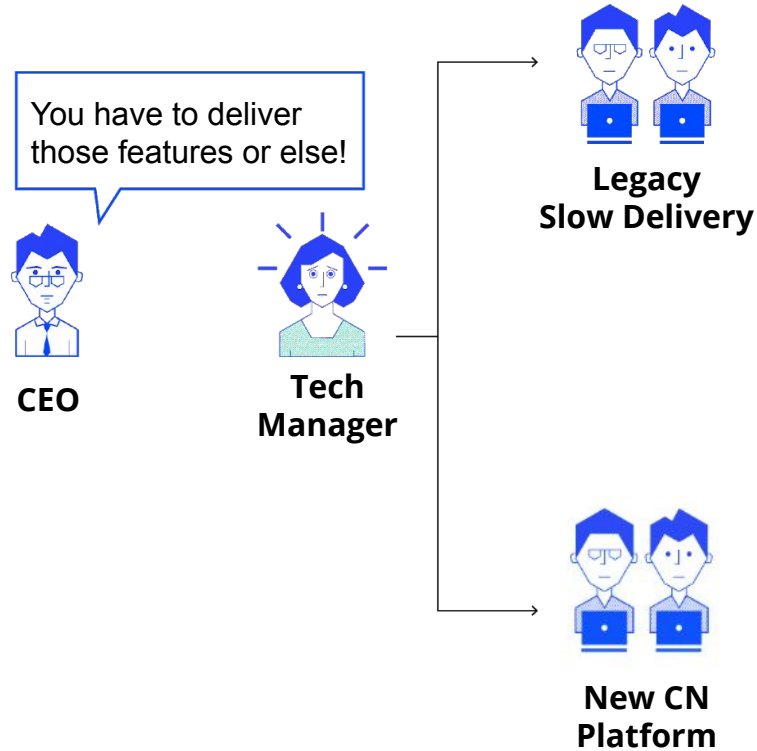 You have to deliver
those features or else!
CEO
Tech
Manager
Legacy
Slow Delivery
New CN
Platform